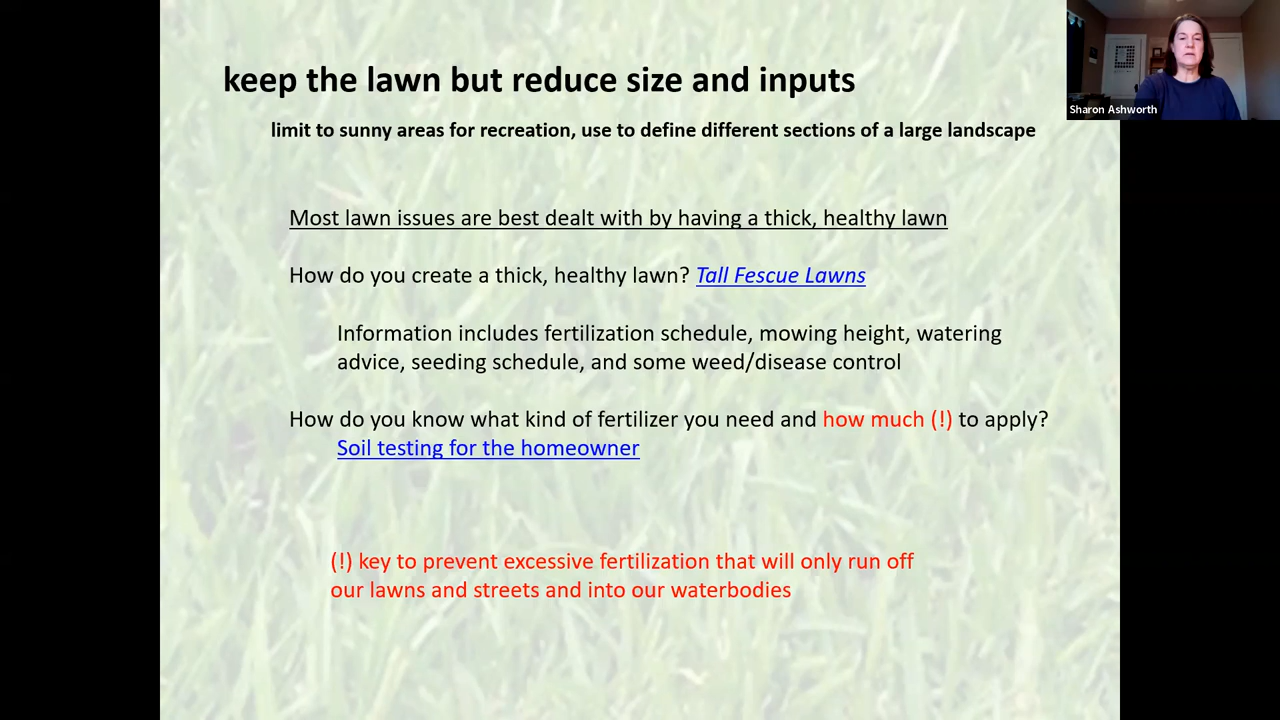 keep the lawn but reduce size and inputs
limit to sunny areas for recreation, use to define different sections of a large landscape
Sharon Ashworth
Most lawn issues are best dealt with by having a thick, healthy lawn
How do you create a thick, healthy lawn? Tall Fescue Lawns
Information includes fertilization schedule, mowing height, watering
advice, seeding schedule, and some weed/disease control
How do you know what kind of fertilizer you need and how much (!) to apply?
Soil testing for the homeowner
(!) key to prevent excessive fertilization that will only run off
our lawns and streets and into our waterbodies